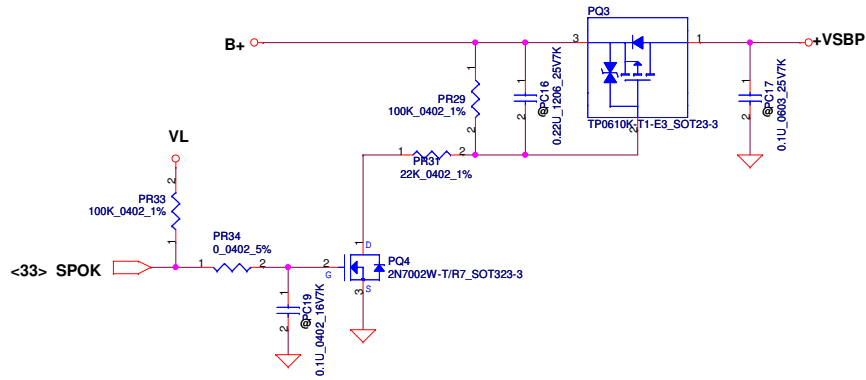 PQ3
B+
3
1
+VSBP
1
PR29
100K_0402_1%
2
1
2
@PC16
0.22U_1206_25V7K
2
TP0610K-T1-E3_SOT23-3
1
2
@PC17
0.1U_0603_25V7K
VL
1
2
PR31
22K_0402_1%
2
PR33
100K_0402_1%
1
PR34
0_0402_5%
<33> SPOK
1
2
2
G
1
D
PQ4
2N7002W-T/R7_SOT323-3
3
S
1
2
@PC19
0.1U_0402_16V7K